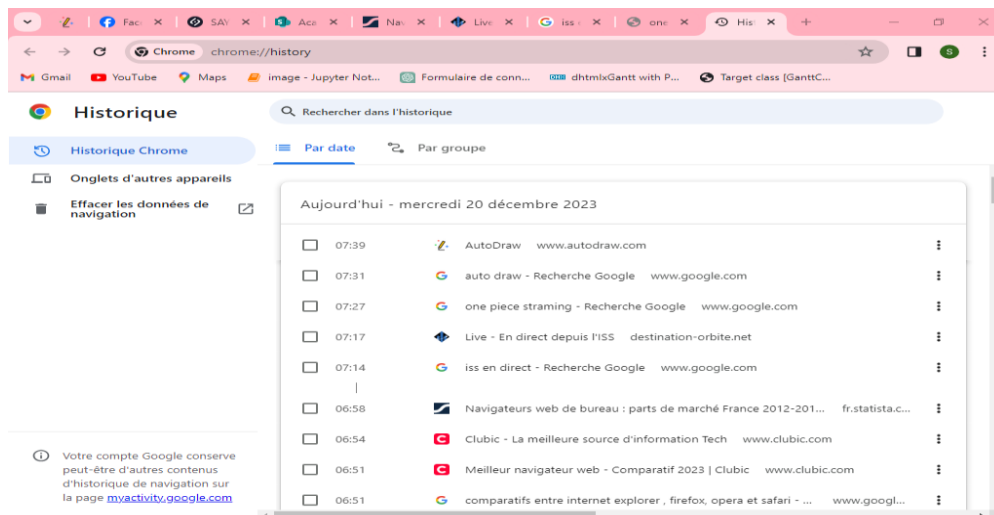 Fac
SAY
Aca
Nav
Live
iss
one
His
Chrome chrome://history
S
Gmail YouTube Maps image - Jupyter Not... Formulaire de conn... dhtmlxGantt with P... Target class [GanttC...
Historique
Rechercher dans l'historique
Historique Chrome
Par date Par groupe
Onglets d'autres appareils
Effacer les données de
navigation
Aujourd'hui - mercredi 20 décembre 2023
07:39 AutoDraw www.autodraw.com
07:31 auto draw - Recherche Google www.google.com
07:27 one piece straming - Recherche Google www.google.com
07:17 Live - En direct depuis l'ISS destination-orbite.net
07:14 iss en direct - Recherche Google www.google.com
06:58 Navigateurs web de bureau : parts de marché France 2012-201... fr.statista.c...
06:54 Clubic - La meilleure source d'information Tech www.clubic.com
06:51 Meilleur navigateur web - Comparatif 2023 | Clubic www.clubic.com
06:51 comparatifs entre internet explorer , firefox, opera et safari - ... www.googl...
Votre compte Google conserve
peut-être d'autres contenus
d'historique de navigation sur
la page myactivity.google.com